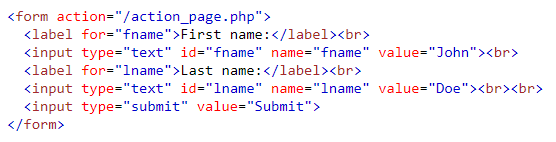 <form action="/action_page.php">
  <label for="fname">First name:</label><br>
  <input type="text" id="fname" name="fname" value="John"><br>
  <label for="lname">Last name:</label><br>
  <input type="text" id="lname" name="lname" value="Doe"><br><br>
  <input type="submit" value="Submit">
</form>